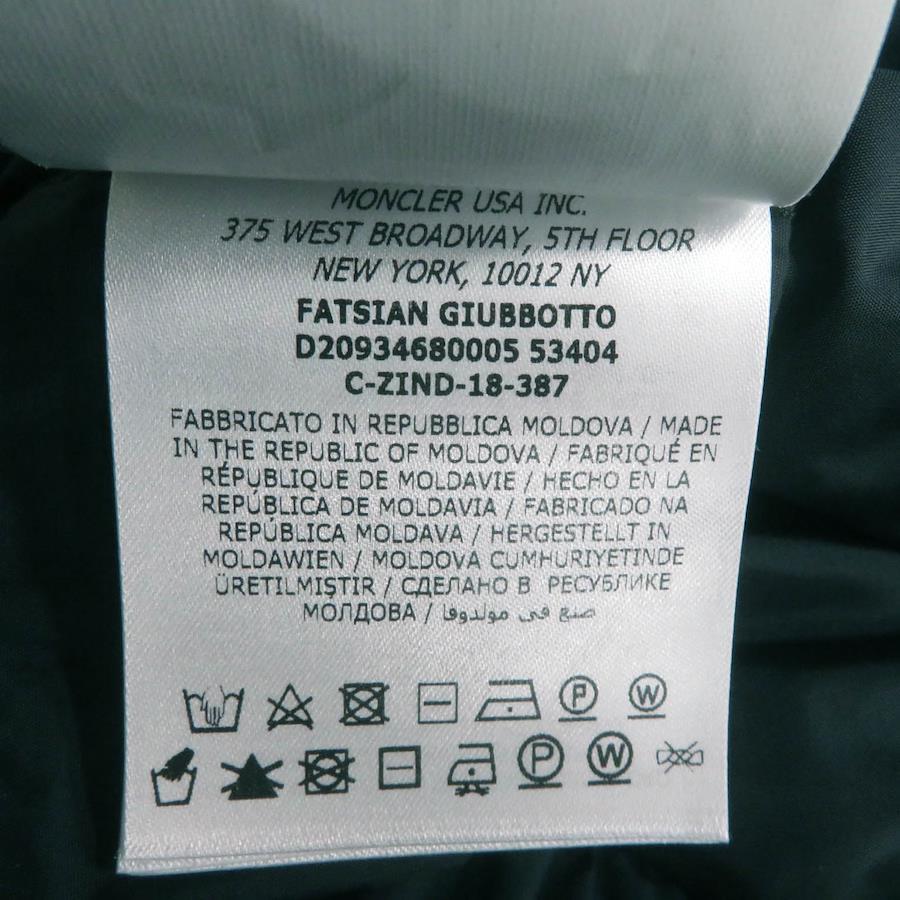 MONCLER USA INC.
375 WEST BROADWAY, 5TH FLOOR
NEW YORK, 10012 NY
FATSIAN GIUBBOTTO
D20934680005 53404
C-ZIND-18-387
FABBRICATO IN REPUBBLICA MOLDOVA / MADE
IN THE REPUBLIC OF MOLDOVA / FABRIQUÉ EN
RÉPUBLIQUE DE MOLDAVIE / HECHO EN LA
REPÚBLICA DE MOLDAVIA / FABRICADO NA
REPÚBLICA MOLDAVA / HERGESTELLT IN
MOLDAWIEN / MOLDOVA CUMHURIYETINDE
ÜRETILMIŞTIR / СДЕЛАНО В РЕСУБЛИКЕ
МОЛДОВА / صنع في مولدوفا
P W
P W